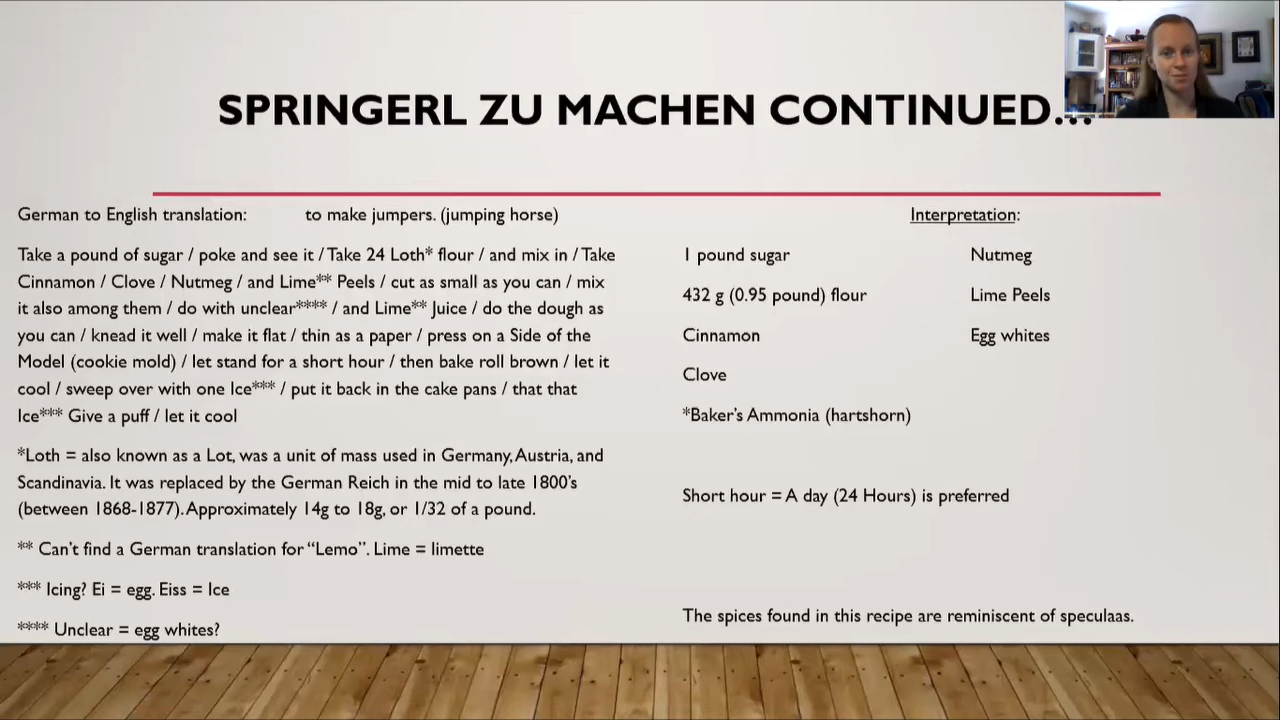 SPRINGERL ZU MACHEN CONTINUED...
German to English translation: to make jumpers. (jumping horse)
Take a pound of sugar / poke and see it / Take 24 Loth* flour / and mix in / Take
Cinnamon / Clove / Nutmeg / and Lime** Peels / cut as small as you can / mix
it also among them / do with unclear**** / and Lime** Juice / do the dough as
you can / knead it well / make it flat / thin as a paper / press on a Side of the
Model (cookie mold) / let stand for a short hour / then bake roll brown / let it
cool / sweep over with one Ice*** / put it back in the cake pans / that that
Ice*** Give a puff / let it cool
*Loth = also known as a Lot, was a unit of mass used in Germany, Austria, and
Scandinavia. It was replaced by the German Reich in the mid to late 1800's
(between 1868-1877). Approximately 14g to 18g, or 1/32 of a pound.
** Can't find a German translation for "Lemo". Lime = limette
*** Icing? Ei = egg. Eiss = Ice
**** Unclear = egg whites?
Interpretation:
1 pound sugar
432 g (0.95 pound) flour
Cinnamon
Clove
*Baker's Ammonia (hartshorn)
Nutmeg
Lime Peels
Egg whites
Short hour = A day (24 Hours) is preferred
The spices found in this recipe are reminiscent of speculaas.